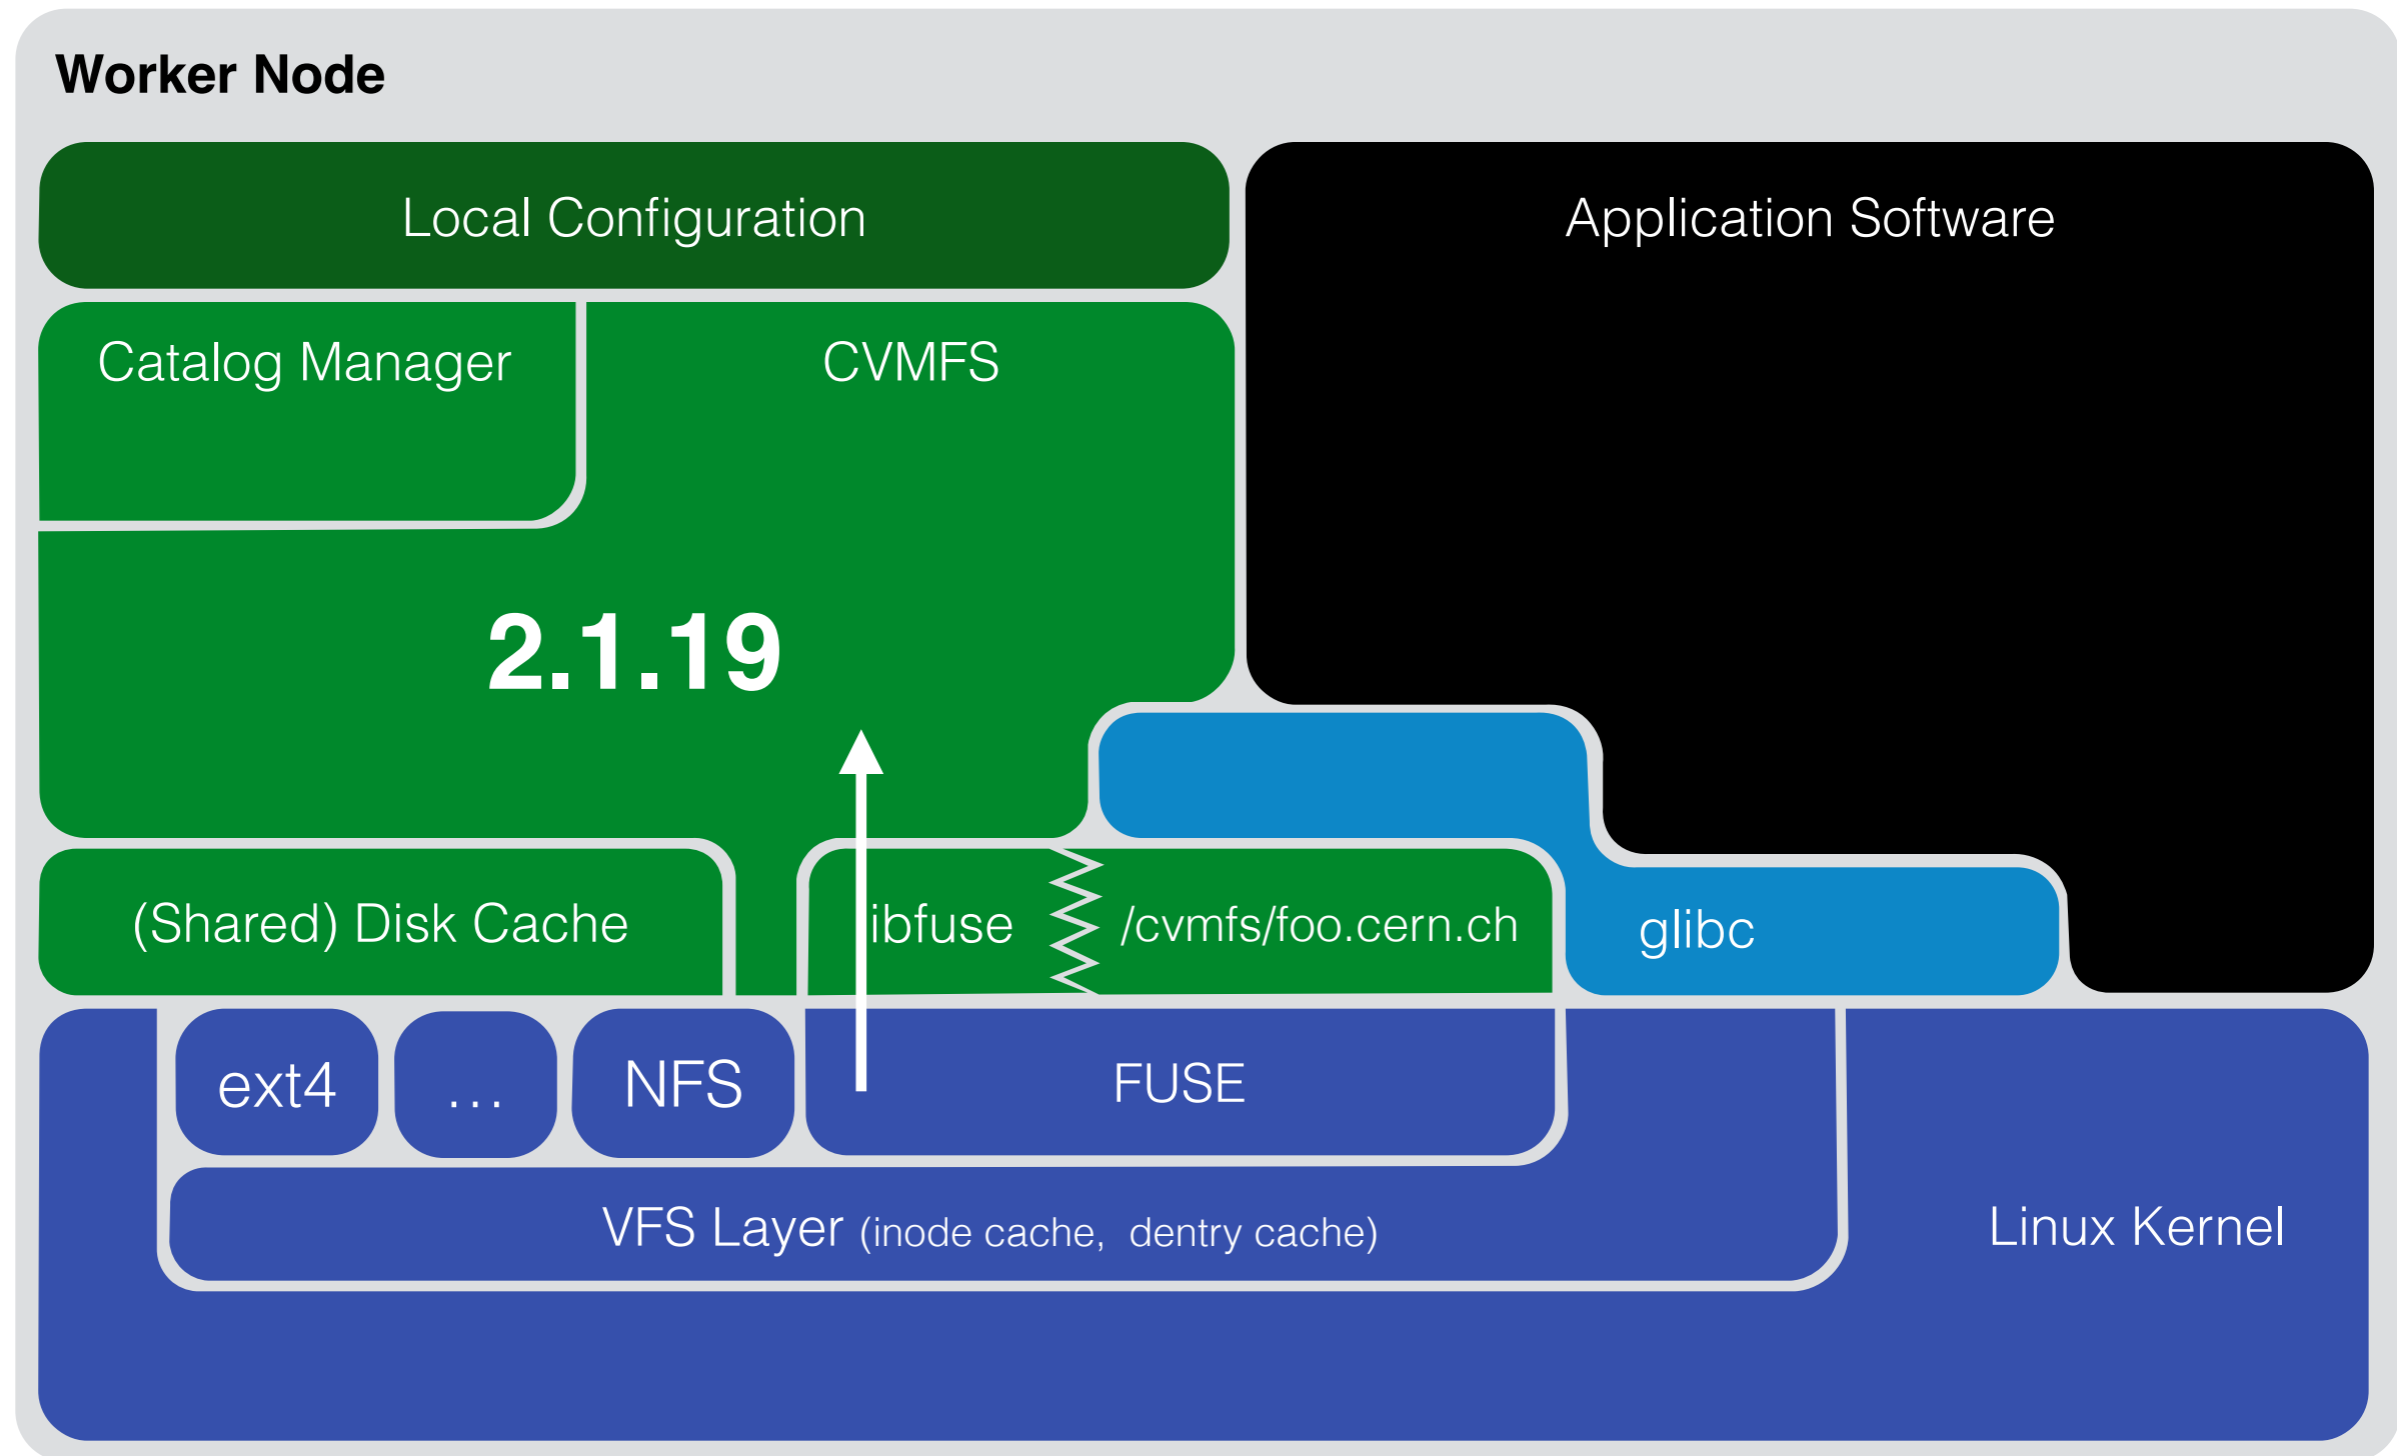 Worker Node
Local Configuration
Application Software
Catalog Manager
CVMFS
2.1.19
(Shared) Disk Cache
ibfuse
/cvmfs/foo.cern.ch
glibc
ext4
...
NFS
FUSE
VFS Layer (inode cache, dentry cache)
Linux Kernel